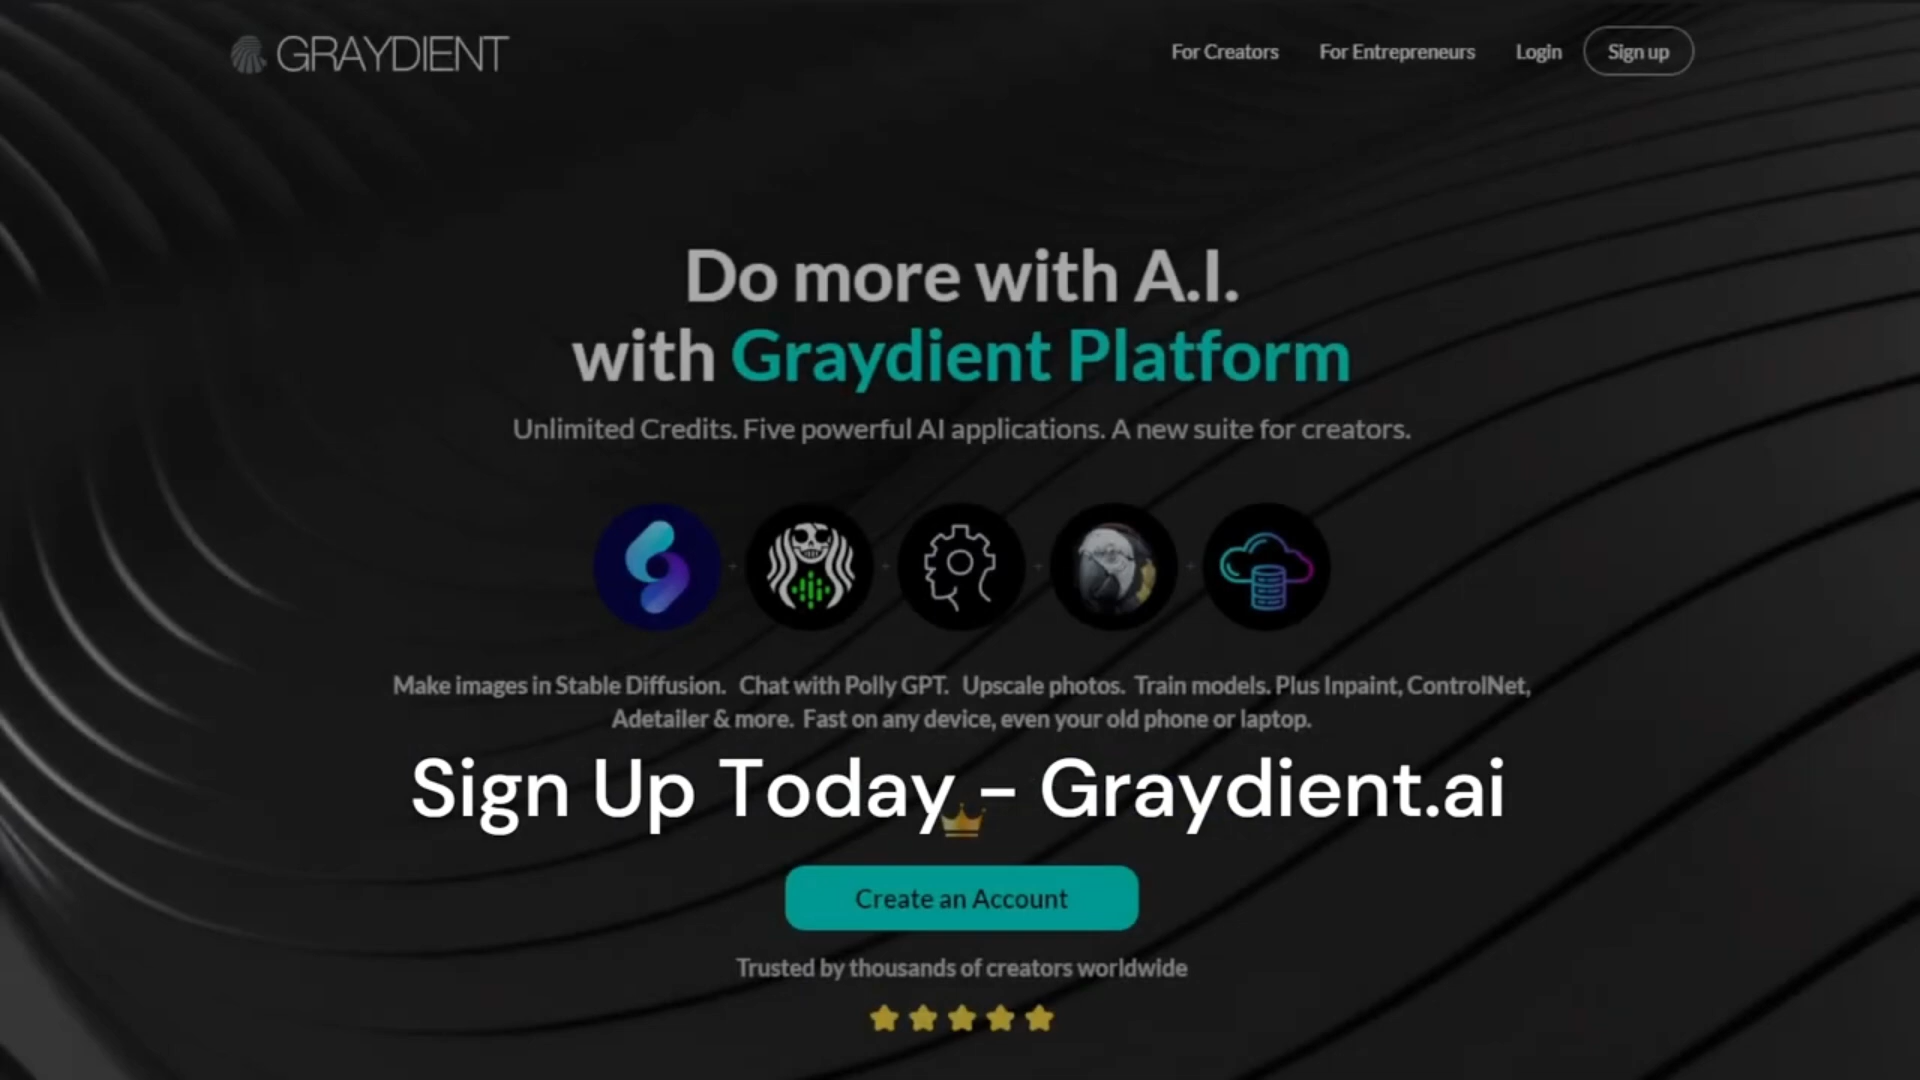 GRAYDIENT
For Creators
For Entrepreneurs
Login
Sign up
Do more with A.I.
with Graydient Platform
Unlimited Credits. Five powerful AI applications. A new suite for creators.
Make images in Stable Diffusion. Chat with Polly GPT. Upscale photos. Train models. Plus Inpaint, ControlNet,
Adetailer & more. Fast on any device, even your old phone or laptop.
Sign Up Today - Graydient.ai
Create an Account
Trusted by thousands of creators worldwide